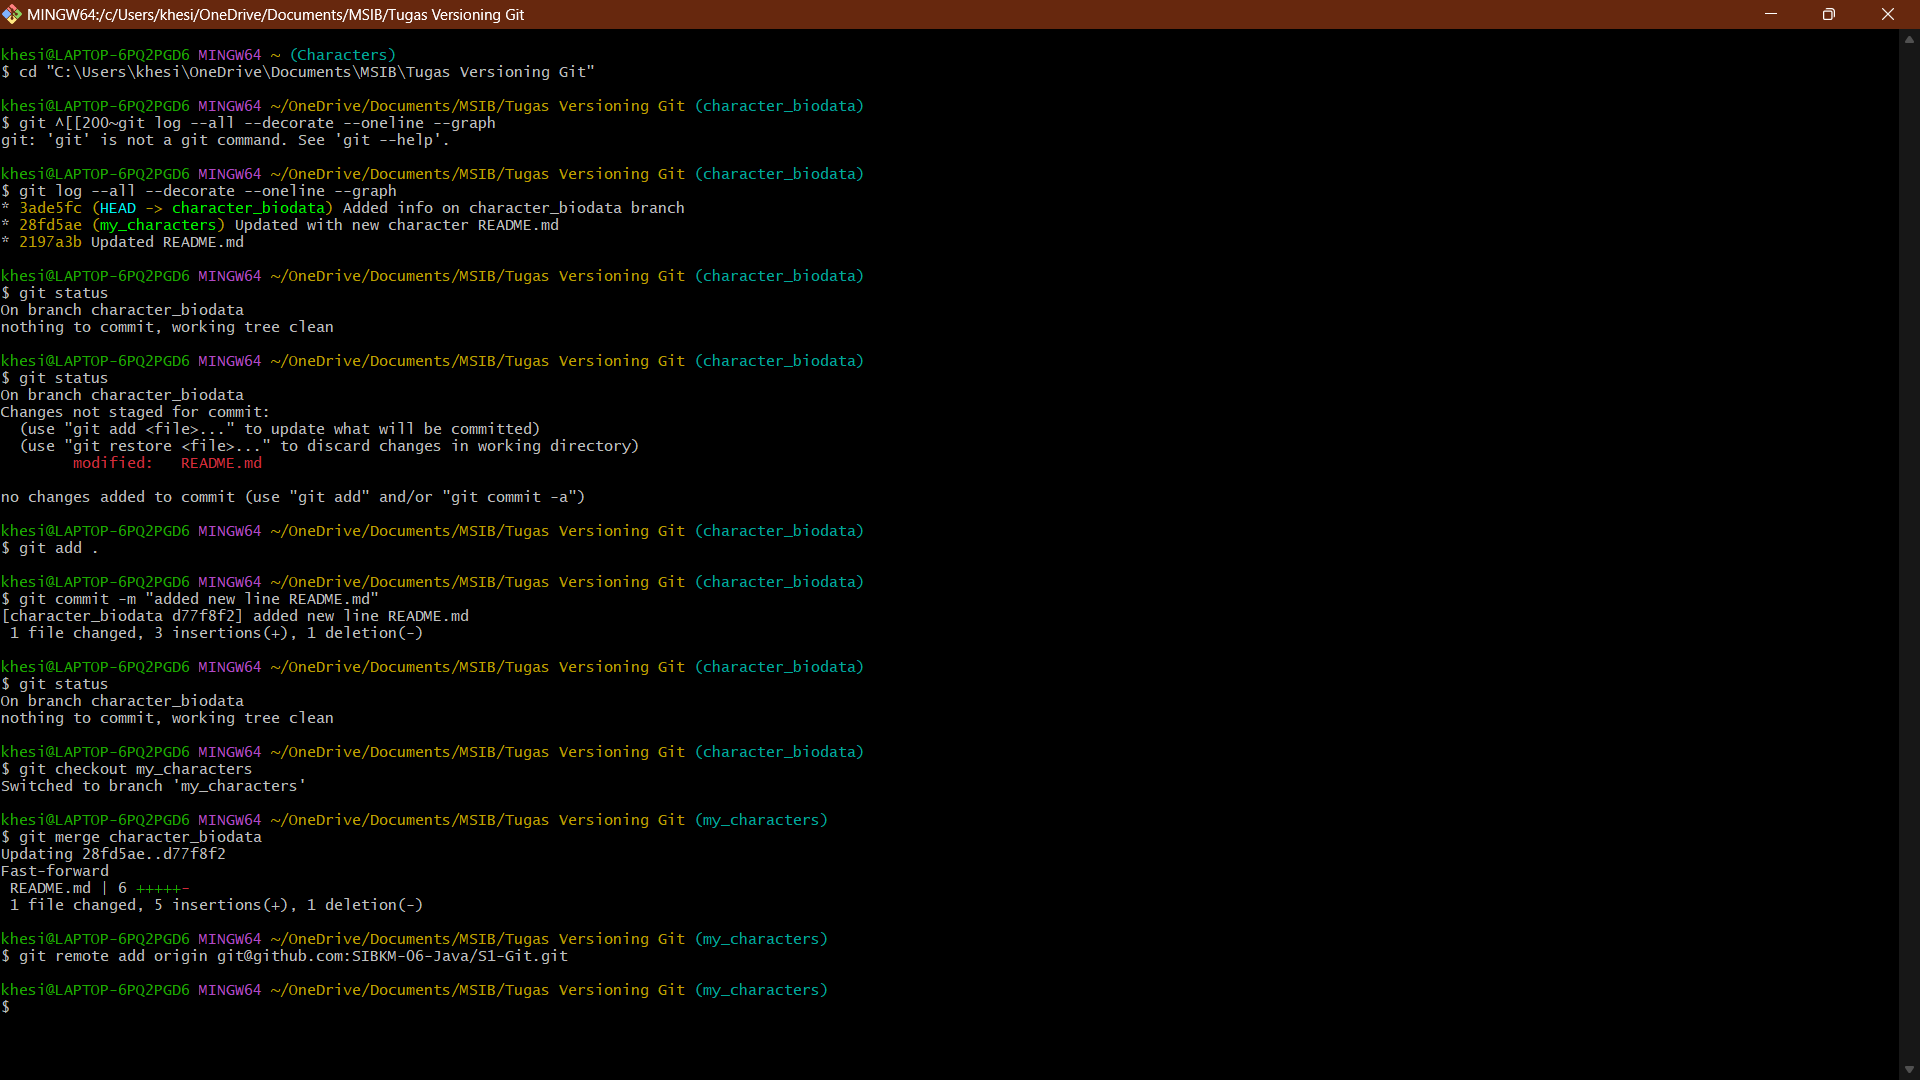 MINGW64:/c/Users/khesi/OneDrive/Documents/MSIB/Tugas Versioning Git
khesi@LAPTOP-6PQ2PGD6 MINGW64 ~ (Characters)
$ cd "C:\Users\khesi\OneDrive\Documents\MSIB\Tugas Versioning Git"
khesi@LAPTOP-6PQ2PGD6 MINGW64 ~/OneDrive/Documents/MSIB/Tugas Versioning Git (character_biodata)
$ git ^[[200~git log --all --decorate --oneline --graph
git: 'git' is not a git command. See 'git --help'.
khesi@LAPTOP-6PQ2PGD6 MINGW64 ~/OneDrive/Documents/MSIB/Tugas Versioning Git (character_biodata)
$ git log --all --decorate --oneline --graph
* 3ade5fc (HEAD -> character_biodata) Added info on character_biodata branch
* 28fd5ae (my_characters) Updated with new character README.md
* 2197a3b Updated README.md
khesi@LAPTOP-6PQ2PGD6 MINGW64 ~/OneDrive/Documents/MSIB/Tugas Versioning Git (character_biodata)
$ git status
On branch character_biodata
nothing to commit, working tree clean
khesi@LAPTOP-6PQ2PGD6 MINGW64 ~/OneDrive/Documents/MSIB/Tugas Versioning Git (character_biodata)
$ git status
On branch character_biodata
Changes not staged for commit:
  (use "git add <file>..." to update what will be committed)
  (use "git restore <file>..." to discard changes in working directory)
        modified:   README.md
no changes added to commit (use "git add" and/or "git commit -a")
khesi@LAPTOP-6PQ2PGD6 MINGW64 ~/OneDrive/Documents/MSIB/Tugas Versioning Git (character_biodata)
$ git add .
khesi@LAPTOP-6PQ2PGD6 MINGW64 ~/OneDrive/Documents/MSIB/Tugas Versioning Git (character_biodata)
$ git commit -m "added new line README.md"
[character_biodata d77f8f2] added new line README.md
 1 file changed, 3 insertions(+), 1 deletion(-)
khesi@LAPTOP-6PQ2PGD6 MINGW64 ~/OneDrive/Documents/MSIB/Tugas Versioning Git (character_biodata)
$ git status
On branch character_biodata
nothing to commit, working tree clean
khesi@LAPTOP-6PQ2PGD6 MINGW64 ~/OneDrive/Documents/MSIB/Tugas Versioning Git (character_biodata)
$ git checkout my_characters
Switched to branch 'my_characters'
khesi@LAPTOP-6PQ2PGD6 MINGW64 ~/OneDrive/Documents/MSIB/Tugas Versioning Git (my_characters)
$ git merge character_biodata
Updating 28fd5ae..d77f8f2
Fast-forward
 README.md | 6 +++++-
 1 file changed, 5 insertions(+), 1 deletion(-)
khesi@LAPTOP-6PQ2PGD6 MINGW64 ~/OneDrive/Documents/MSIB/Tugas Versioning Git (my_characters)
$ git remote add origin git@github.com:SIBKM-06-Java/S1-Git.git
khesi@LAPTOP-6PQ2PGD6 MINGW64 ~/OneDrive/Documents/MSIB/Tugas Versioning Git (my_characters)
$